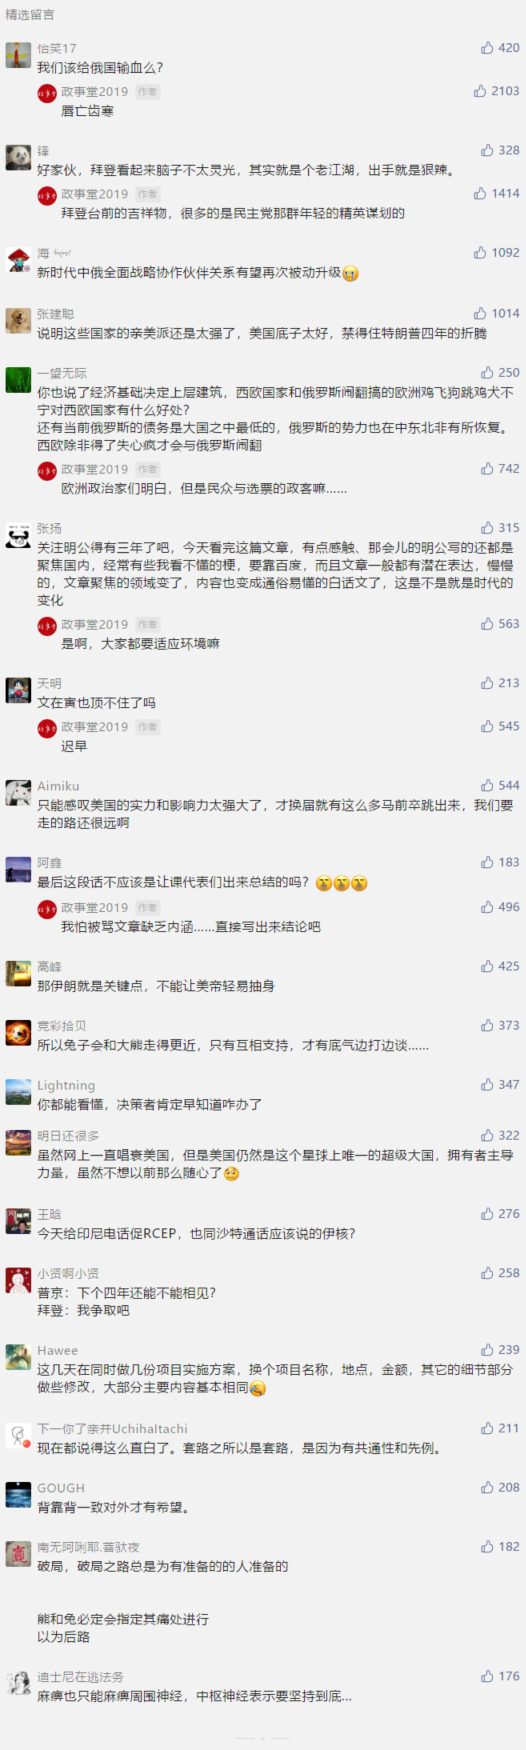 精选留言
怡笑17
420
我们该给俄国输血么?
政事堂2019 作者
2103
唇亡齿寒
锋
328
好家伙，拜登看起来脑子不太灵光，其实就是个老江湖，出手就是狠辣。
政事堂2019 作者
1414
拜登台前的吉祥物，很多的是民主党那群年轻的精英谋划的
海
1092
新时代中俄全面战略协作伙伴关系有望再次被动升级😭
张建聪
1014
说明这些国家的亲美派还是太强了，美国底子太好，禁得住特朗普四年的折腾
一望无际
250
你也说了经济基础决定上层建筑，西欧国家和俄罗斯闹翻搞的欧洲鸡飞狗跳鸡犬不
宁对西欧国家有什么好处?
还有当前俄罗斯的债务是大国之中最低的，俄罗斯的势力也在中东北非有所恢复。
西欧除非得了失心疯才会与俄罗斯闹翻
政事堂2019 作者
742
欧洲政治家们明白，但是民众与选票的政客嘛......
张扬
315
关注明公得有三年了吧，今天看完这篇文章，有点感触、那会儿的明公写的还都是
聚焦国内，经常有些我看不懂的梗，要靠百度，而且文章一般都有潜在表达，慢慢
的，文章聚焦的领域变了，内容也变成通俗易懂的白话文了，这是不是就是时代的
变化
政事堂2019 作者
563
是啊，大家都要适应环境嘛
天明
213
文在寅也顶不住了吗
政事堂2019 作者
545
迟早
Aimiku
544
只能感叹美国的实力和影响力太强大了，才换届就有这么多马前卒跳出来，我们要
走的路还很远啊
阿鑫
183
最后这段话不应该是让课代表们出来总结的吗?
政事堂2019 作者
496
我怕被骂文章缺乏内涵......直接写出来结论吧
高峰
425
那伊朗就是关键点，不能让美帝轻易抽身
竞彩拾贝
373
所以兔子会和大熊走得更近，只有互相支持，才有底气边打边谈......
Lightning
347
你都能看懂，决策者肯定早知道咋办了
明日还很多
322
虽然网上一直唱衰美国，但是美国仍然是这个星球上唯一的超级大国，拥有者主导
力量，虽然不想以前那么随心了
王晗
276
今天给印尼电话促RCEP，也同沙特通话应该说的伊核?
小贤啊小贤
258
普京: 下个四年还能不能相见?
拜登: 我争取吧
Hawee
239
这几天在同时做几份项目实施方案，换个项目名称，地点，金额，其它的细节部分
做些修改，大部分主要内容基本相同
下一你了亲井UchihaItachi
211
现在都说得这么直白了。套路之所以是套路，是因为有共通性和先例。
GOUGH
208
背靠背一致对外才有希望。
南无阿唎耶.菩驮夜
182
破局，破局之路总是为有准备的的人准备的
熊和兔必定会指定其痛处进行
以为后路
迪士尼在逃法务
176
麻痹也只能麻痹周围神经，中枢神经表示要坚持到底...